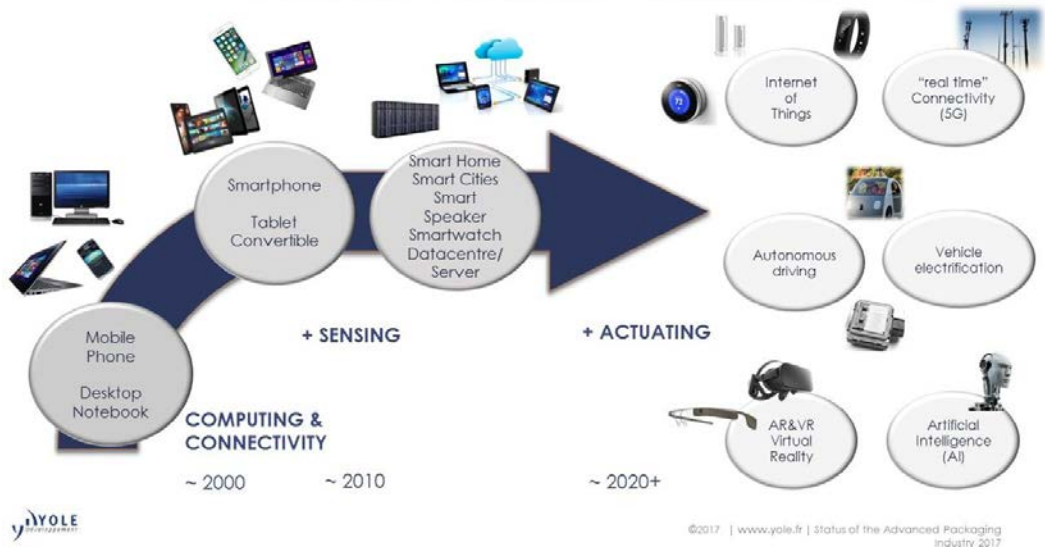 Internet
of
Things
"real time"
Connectivity
(5G)
Smartphone
Tablet
Convertible
Smart Home
Smart Cities
Smart
Speaker
Smartwatch
Datacentre/
Server
Autonomous
driving
Vehicle
electrification
Mobile
Phone
Desktop
Notebook
+ SENSING
+ ACTUATING
COMPUTING &
CONNECTIVITY
AR&VR
Virtual
Reality
Artificial
Intelligence
(AI)
~ 2000
~ 2010
~ 2020+
YOLE
Développement
©2017 | www.yole.fr | Status of the Advanced Packaging
Industry 2017